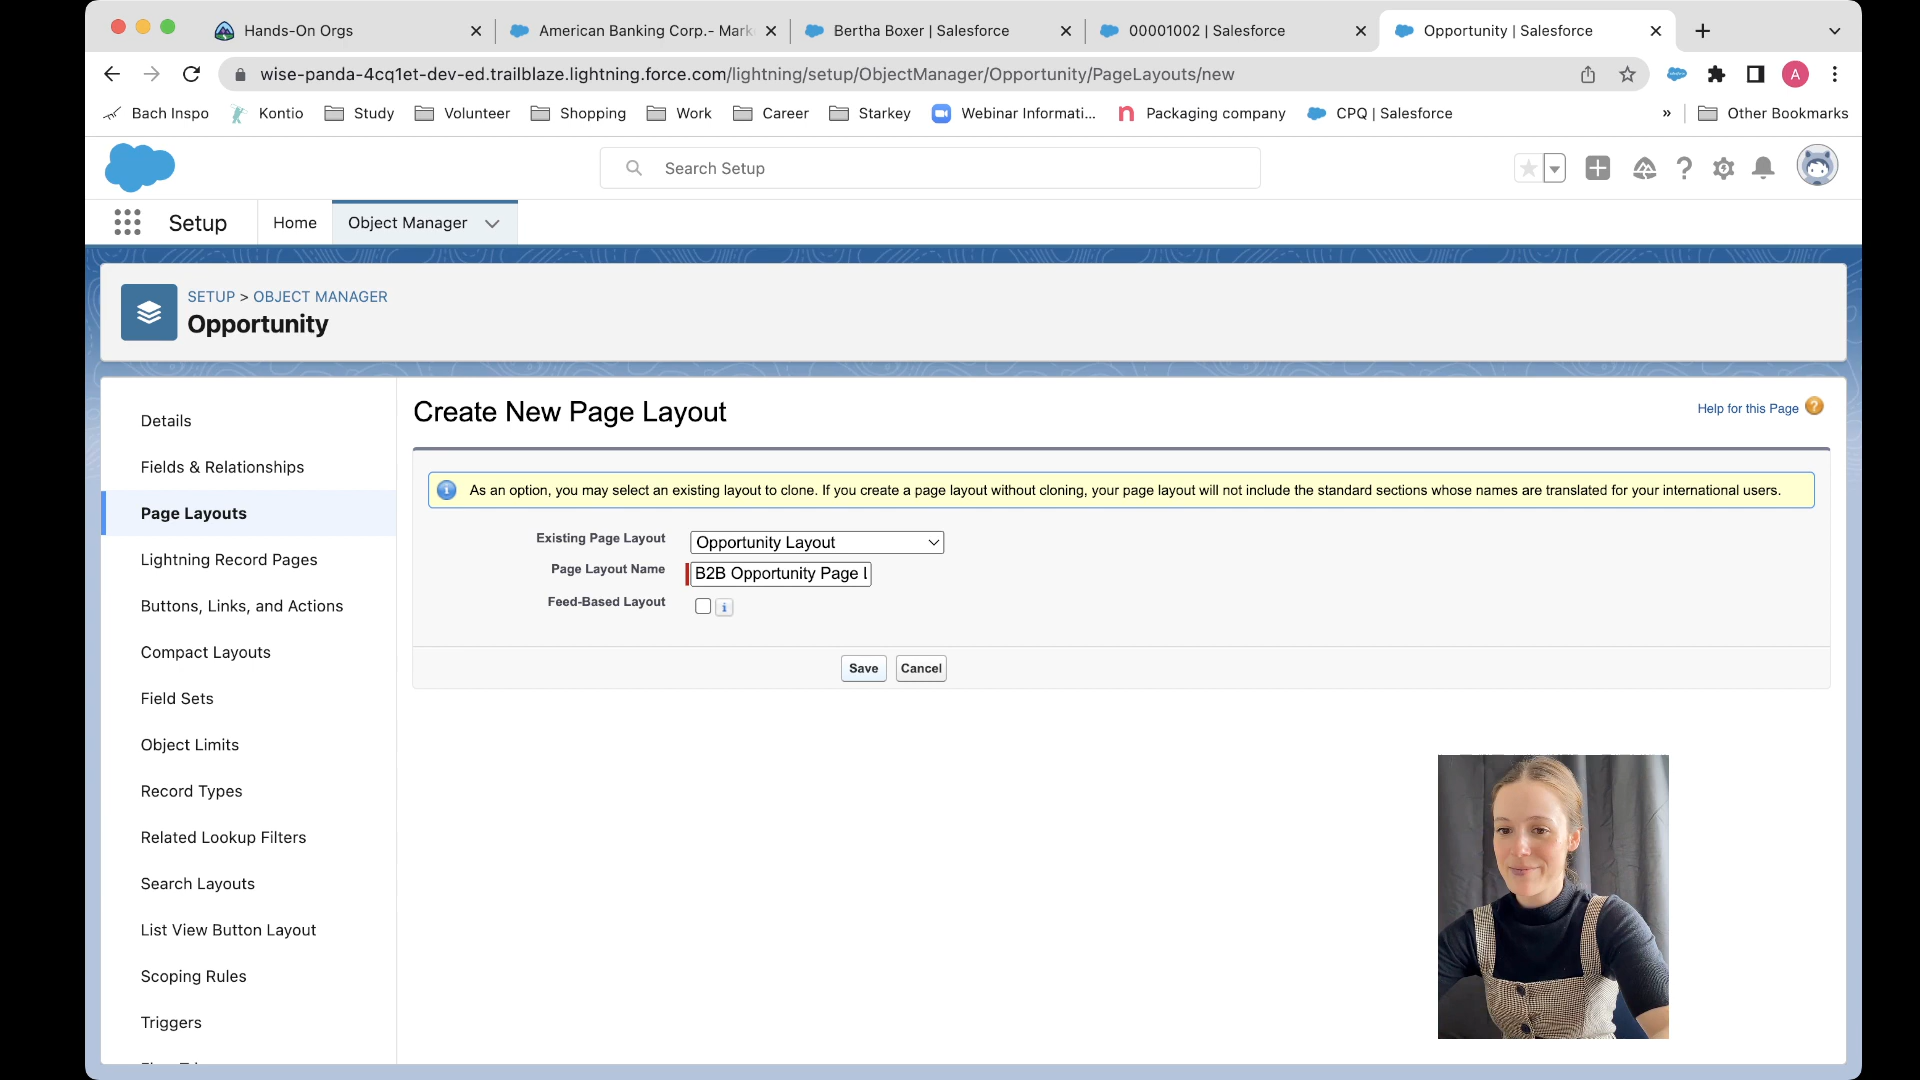 Hands-On Orgs
American Banking Corp.- Mark
Bertha Boxer | Salesforce
00001002 | Salesforce
Opportunity | Salesforce
wise-panda-4cq1et-dev-ed.trailblaze.lightning.force.com/lightning/setup/ObjectManager/Opportunity/PageLayouts/new
A
Bach Inspo
Kontio
Study
Volunteer
Shopping
Work
Career
Starkey
Webinar Informati...
Packaging company
CPQ | Salesforce
»
Other Bookmarks
Search Setup
Setup
Home
Object Manager
SETUP > OBJECT MANAGER
Opportunity
Details
Fields & Relationships
Page Layouts
Lightning Record Pages
Buttons, Links, and Actions
Compact Layouts
Field Sets
Object Limits
Record Types
Related Lookup Filters
Search Layouts
List View Button Layout
Scoping Rules
Triggers
Create New Page Layout
Help for this Page
As an option, you may select an existing layout to clone. If you create a page layout without cloning, your page layout will not include the standard sections whose names are translated for your international users.
Existing Page Layout Opportunity Layout
Page Layout Name B2B Opportunity Page L
Feed-Based Layout
Save Cancel